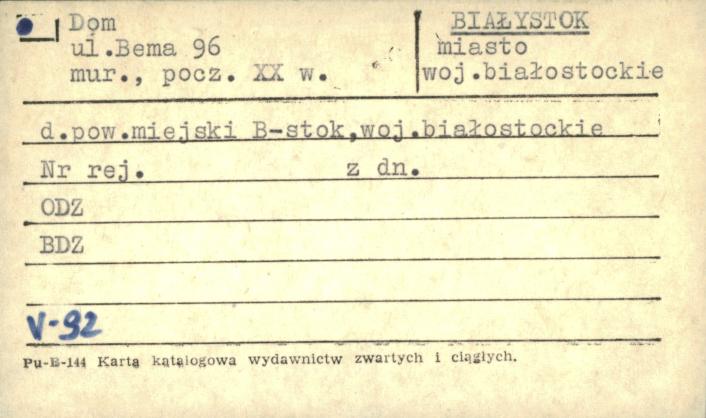 Dom
ul.Bema 96
mur., pocz. XX w.
BIAŁYSTOK
miasto
woj.białostockie
d.pow.miejski B-stok,woj.białostockie
Nr rej. z dn.
ODZ
BDZ
V-92
Pu-B-144 Karta katalogowa wydawnictw zwartych i ciągłych.